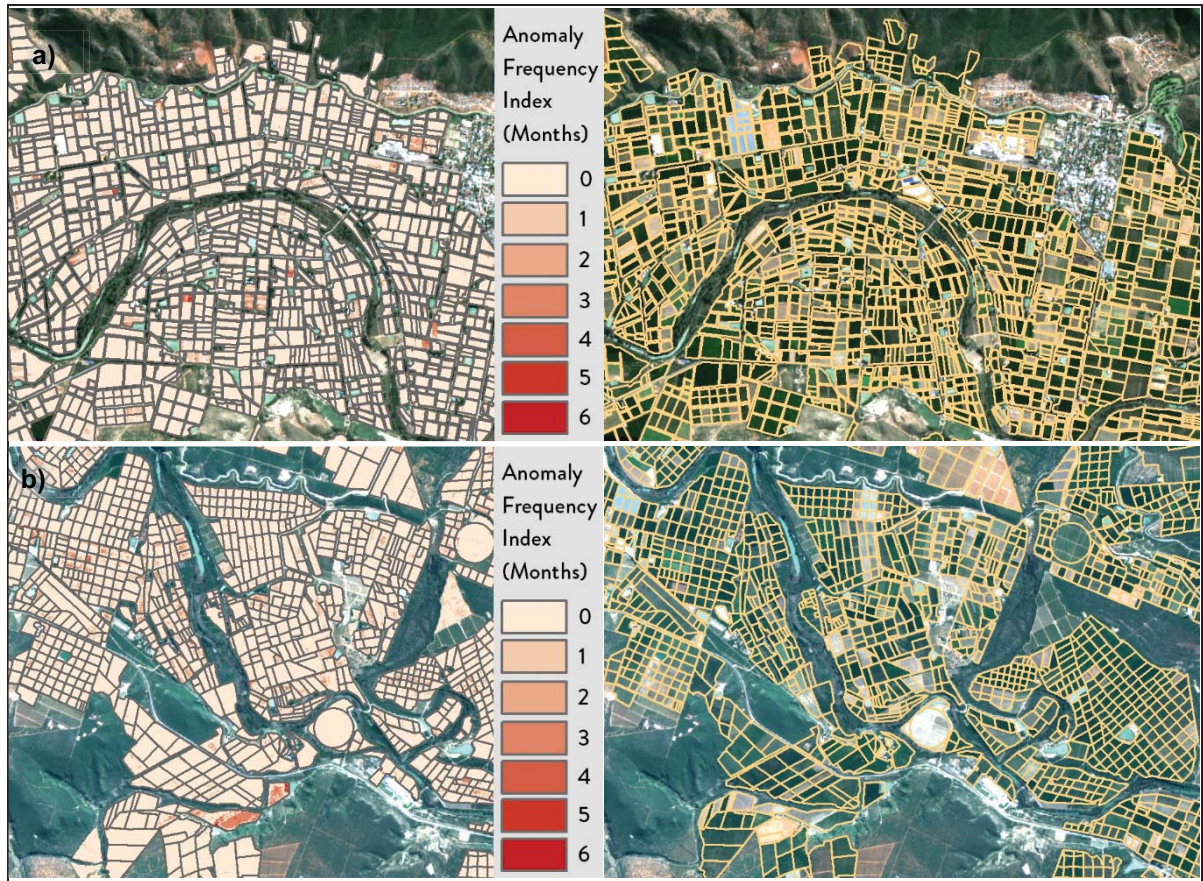 a)
Anomaly
Frequency
Index
(Months)
0
1
2
3
4
5
6
b)
Anomaly
Frequency
Index
(Months)
0
1
2
3
4
5
6